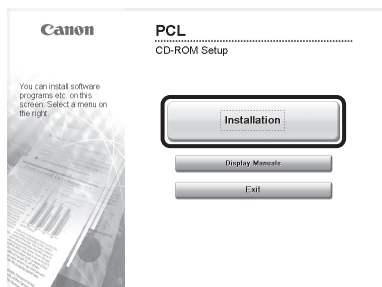 Canon
You can install software
programs etc. on this
screen. Select a menu on
the right.
PCL
CD-ROM Setup
Installation
Display Manuals
Exit